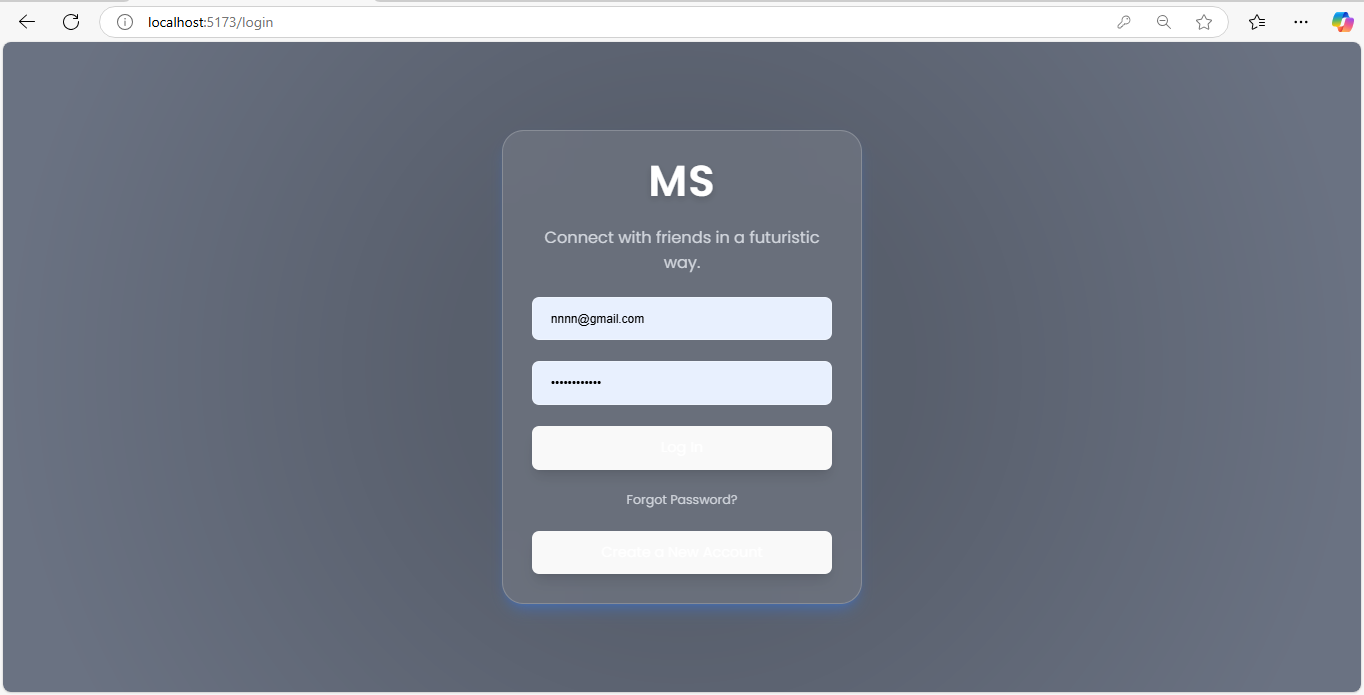 localhost:5173/login
MS
Connect with friends in a futuristic
way.
nnnn@gmail.com
••••••••••••
Log In
Forgot Password?
Create a New Account